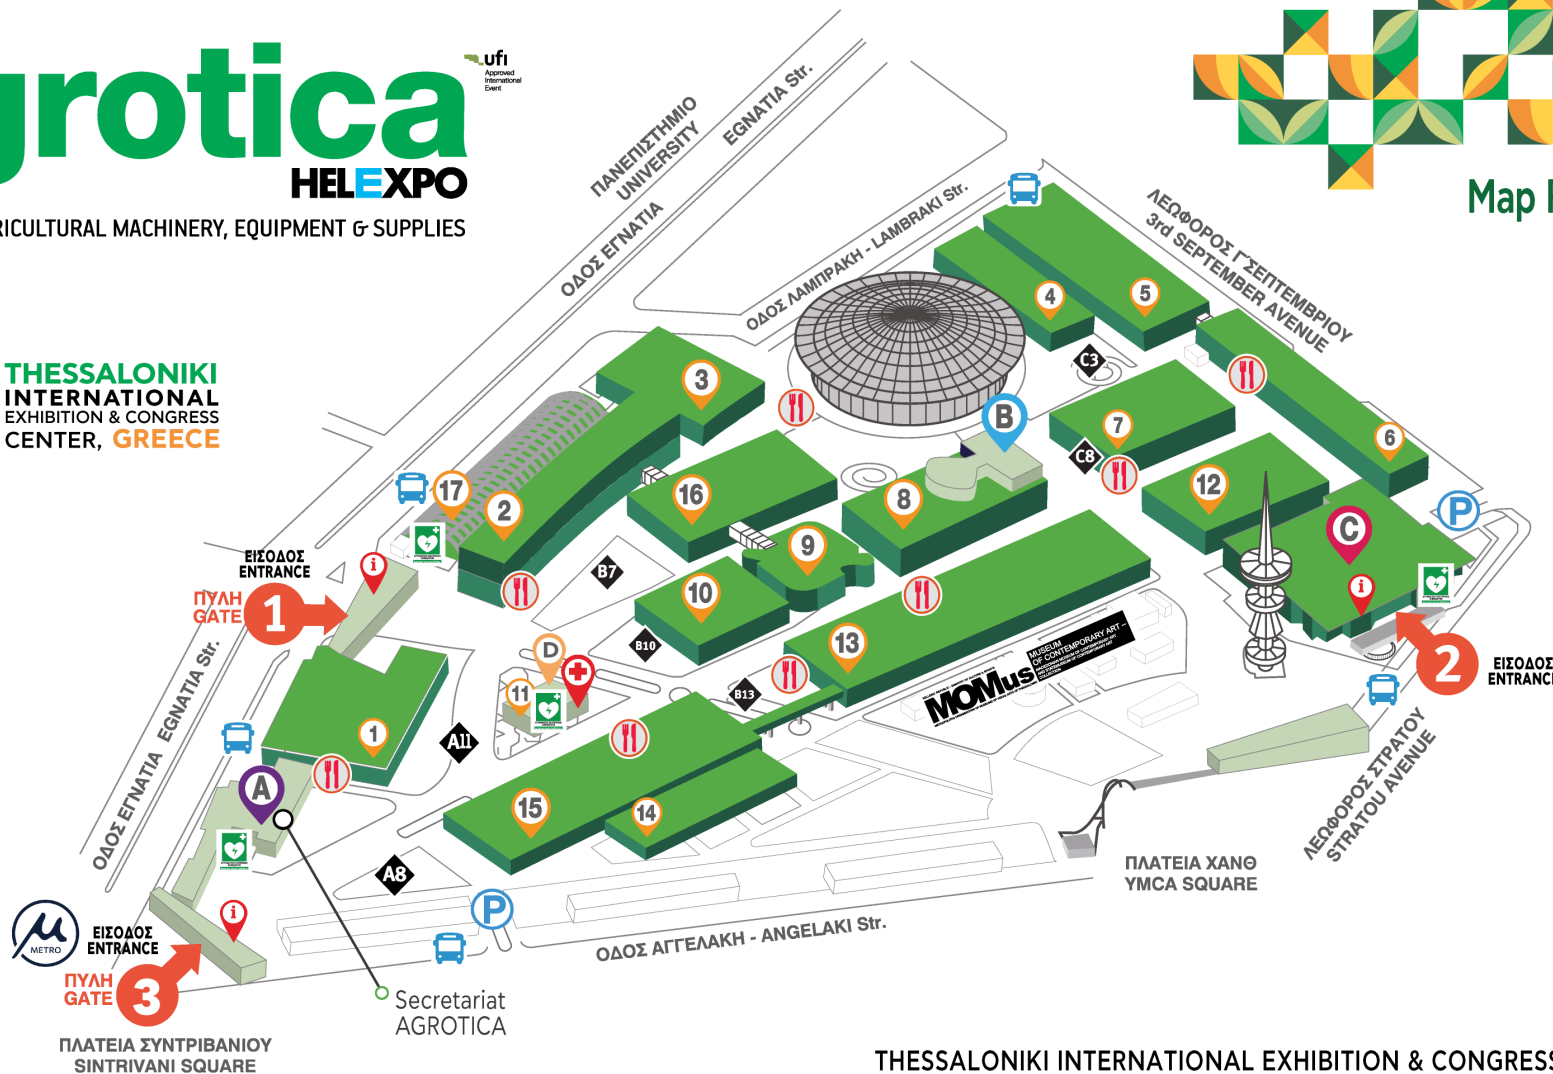 grotica
HELEXPO
ufi
Approved
International
Event
RICULTURAL MACHINERY, EQUIPMENT & SUPPLIES
Map
THESSALONIKI
INTERNATIONAL
EXHIBITION & CONGRESS
CENTER, GREECE
ΠΑΝΕΠΙΣΤΗΜΙΟ
UNIVERSITY
EGNATIA Str.
ΟΔΟΣ ΕΓΝΑΤΙΑ
ΟΔΟΣ ΛΑΜΠΡΑΚΗ - LAMBRAKI Str.
ΛΕΩΦΟΡΟΣ Γ'ΣΕΠΤΕΜΒΡΙΟΥ
3rd SEPTEMBER AVENUE
4
5
C3
3
B
7
C8
6
17
2
16
8
12
C
P
9
10
B7
B10
13
B13
D
11
15
14
1
A
A11
A8
i
i
i
ΕΙΣΟΔΟΣ
ENTRANCE
ΠΥΛΗ
GATE
1
ΟΔΟΣ ΕΓΝΑΤΙΑ EGNATIA Str.
MOMus
MUSEUM
OF CONTEMPORARY ART –
2
ΕΙΣΟΔΟΣ
ENTRANCE
ΛΕΩΦΟΡΟΣ ΣΤΡΑΤΟΥ
STRATOU AVENUE
ΠΛΑΤΕΙΑ ΧΑΝΘ
YMCA SQUARE
P
ΟΔΟΣ ΑΓΓΕΛΑΚΗ - ANGELAKI Str.
METRO
ΕΙΣΟΔΟΣ
ENTRANCE
ΠΥΛΗ
GATE
3
ΠΛΑΤΕΙΑ ΣΥΝΤΡΙΒΑΝΙΟΥ
SINTRIVANI SQUARE
Secretariat
AGROTICA
THESSALONIKI INTERNATIONAL EXHIBITION & CONGRESS